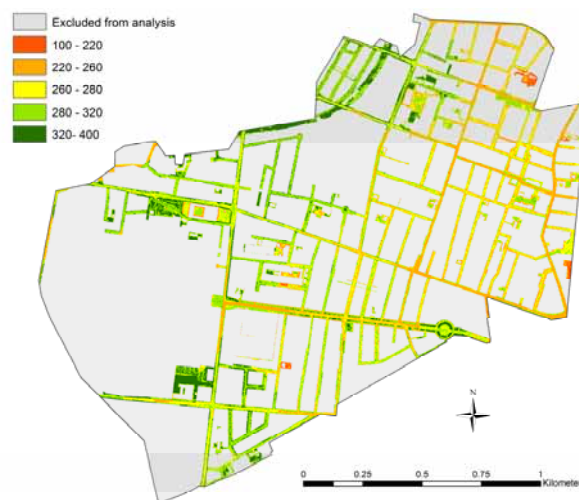 Excluded from analysis
100 - 220
220 - 260
260 - 280
280 - 320
320- 400
N
0 0.25 0.5 0.75 1
Kilomete